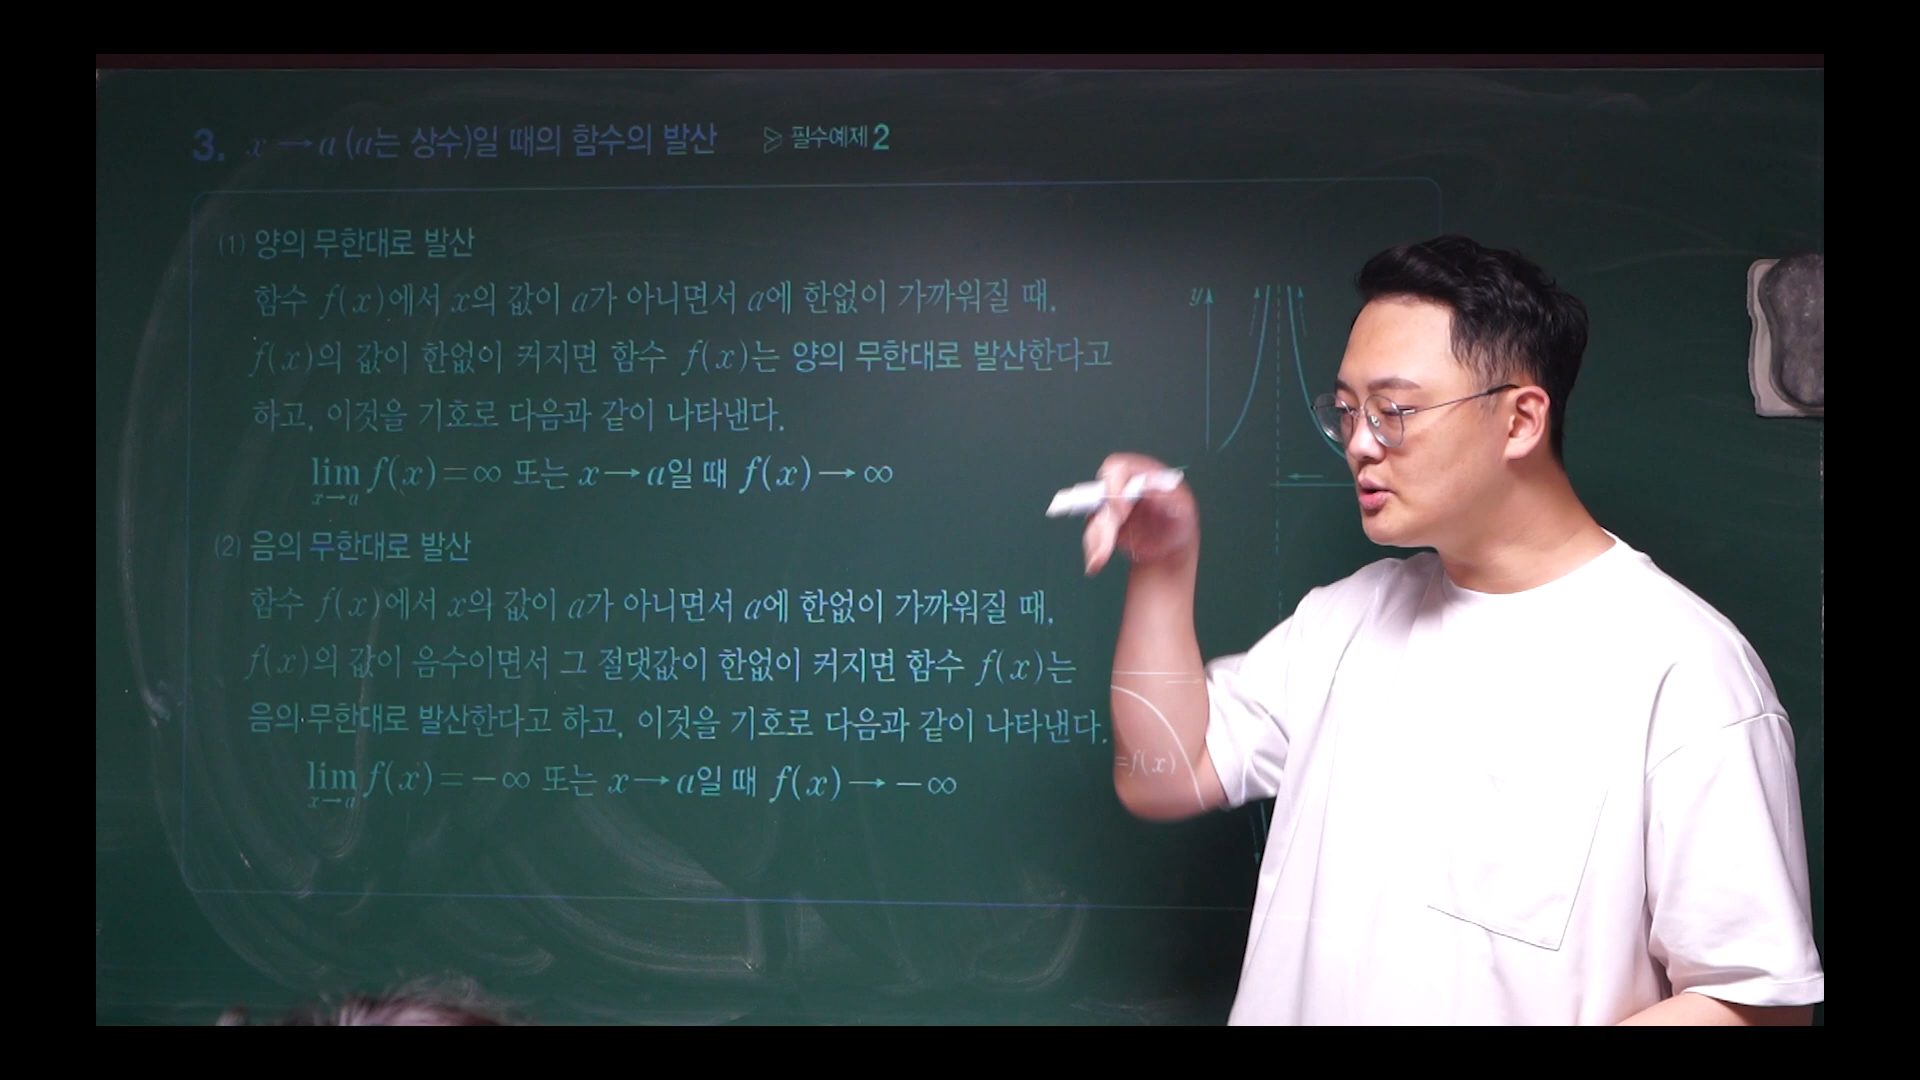 3. x → a (a는 상수)일 때의 함수의 발산 ▷ 필수예제 2
(1) 양의 무한대로 발산
함수 f(x)에서 x의 값이 a가 아니면서 a에 한없이 가까워질 때,
f(x)의 값이 한없이 커지면 함수 f(x)는 양의 무한대로 발산한다고
하고, 이것을 기호로 다음과 같이 나타낸다.
lim f(x)=∞ 또는 x→a일 때 f(x)→∞
x→a
y
(2) 음의 무한대로 발산
함수 f(x)에서 x의 값이 a가 아니면서 a에 한없이 가까워질 때,
f(x)의 값이 음수이면서 그 절댓값이 한없이 커지면 함수 f(x)는
음의 무한대로 발산한다고 하고, 이것을 기호로 다음과 같이 나타낸다.
lim f(x)=-∞ 또는 x→a일 때 f(x)→-∞
x→a
=f(x)